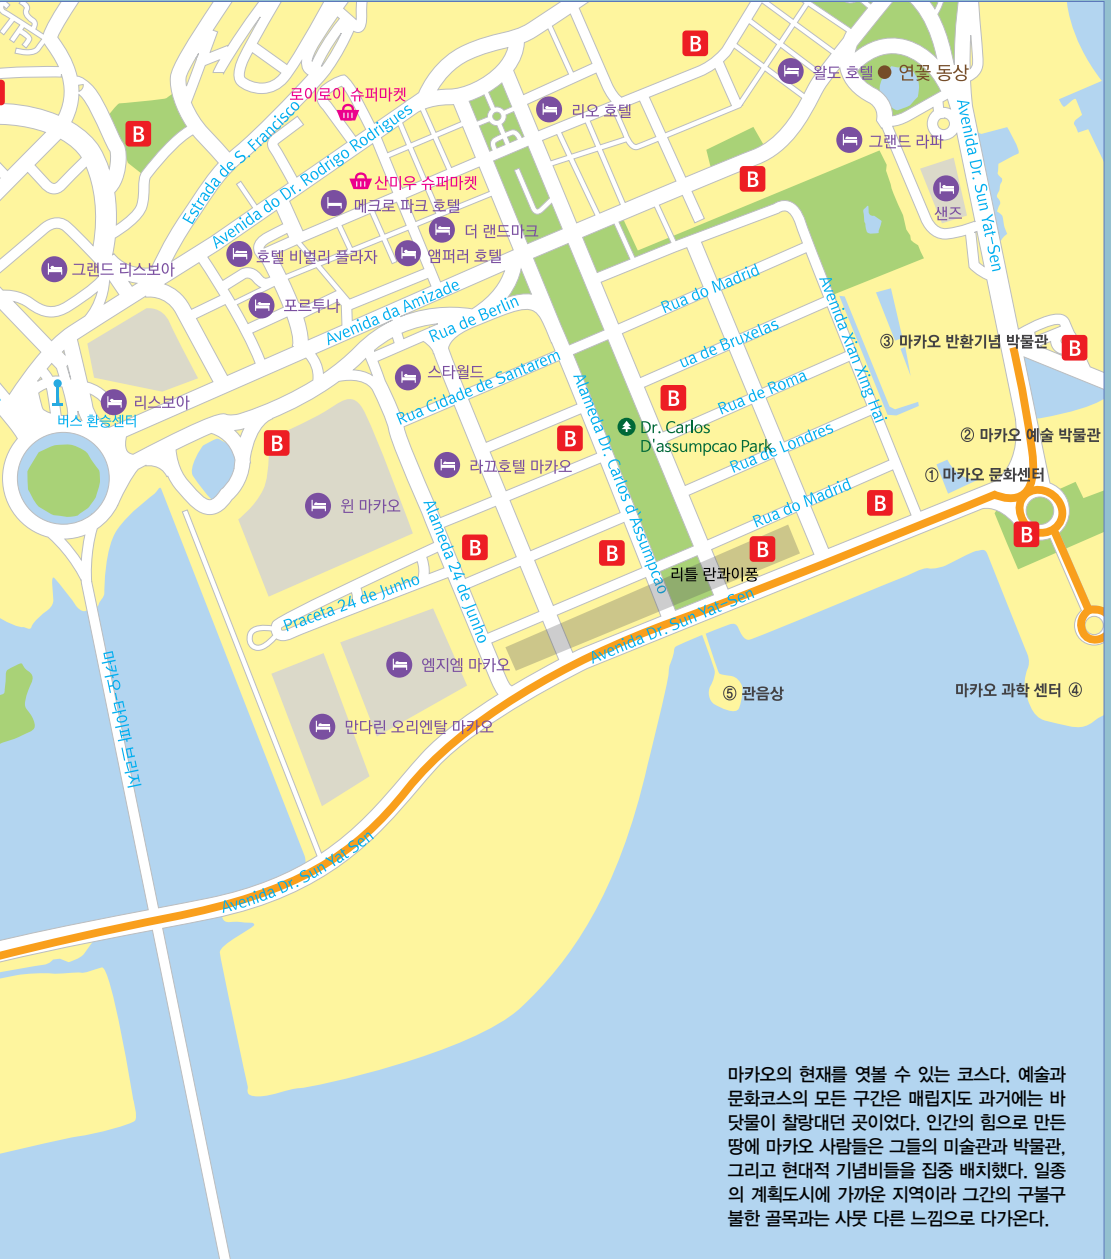 B
왈도 호텔
연꽃 동상
로이로이 슈퍼마켓
리오 호텔
B
Estrada de S. Francisco
Avenida do Dr. Rodrigo Rodrigues
그랜드 라파
Avenida Dr. Sun Yat-Sen
산미우 슈퍼마켓
B
메크로 파크 호텔
샌즈
더 랜드마크
호텔 비벌리 플라자
앰퍼러 호텔
그랜드 리스보아
포르투나
Avenida da Amizade
Rua de Berlin
Rua do Madrid
Avenida Xian Xing Hai
ua de Bruxelas
③ 마카오 반환기념 박물관
B
스타월드
Rua Cidade de Santarem
Alameda Dr. Carlos d'Assumpcao
Rua de Roma
B
리스보아
버스 환승센터
B
B
Dr. Carlos
D'assumpcao Park
Rua de Londres
② 마카오 예술 박물관
라끄호텔 마카오
① 마카오 문화센터
Rua do Madrid
B
윈 마카오
Alameda 24 de Junho
B
B
B
B
리틀 란콰이퐁
Praceta 24 de Junho
Avenida Dr. Sun Yat-Sen
엠지엠 마카오
⑤ 관음상
마카오 과학 센터 ④
마카오-타이파 브리지
만다린 오리엔탈 마카오
Avenida Dr. Sun Yat Sen
마카오의 현재를 엿볼 수 있는 코스다. 예술과
문화코스의 모든 구간은 매립지도 과거에는 바
닷물이 찰랑대던 곳이었다. 인간의 힘으로 만든
땅에 마카오 사람들은 그들의 미술관과 박물관,
그리고 현대적 기념비들을 집중 배치했다. 일종
의 계획도시에 가까운 지역이라 그간의 구불구
불한 골목과는 사뭇 다른 느낌으로 다가온다.